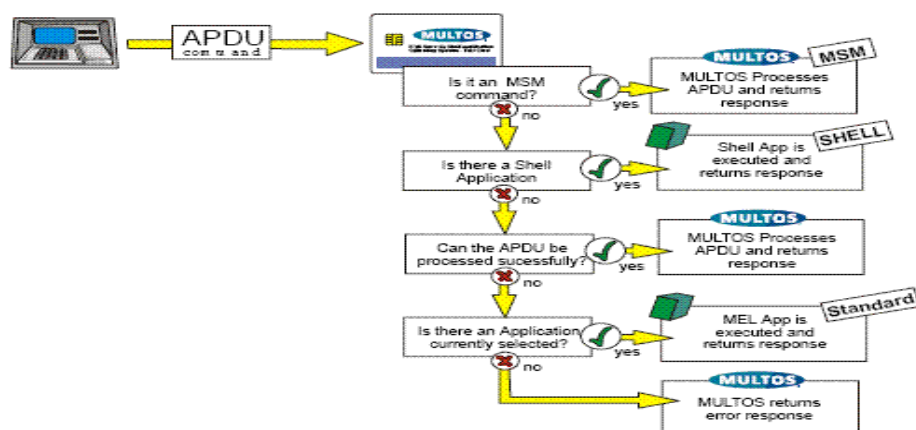 APDU
command
MULTOS
Is it an MSM
command?
yes
no
MULTOS
MSM
MULTOS Processes
APDU and returns
response
Is there a Shell
Application
yes
no
SHELL
Shell App is
executed and
returns response
Can the APDU be
processed sucessfully?
yes
no
MULTOS
MULTOS Processes
APDU and returns
response
Is there an Application
currently selected?
yes
no
Standard
MEL App is
executed and
returns response
MULTOS
MULTOS returns
error response